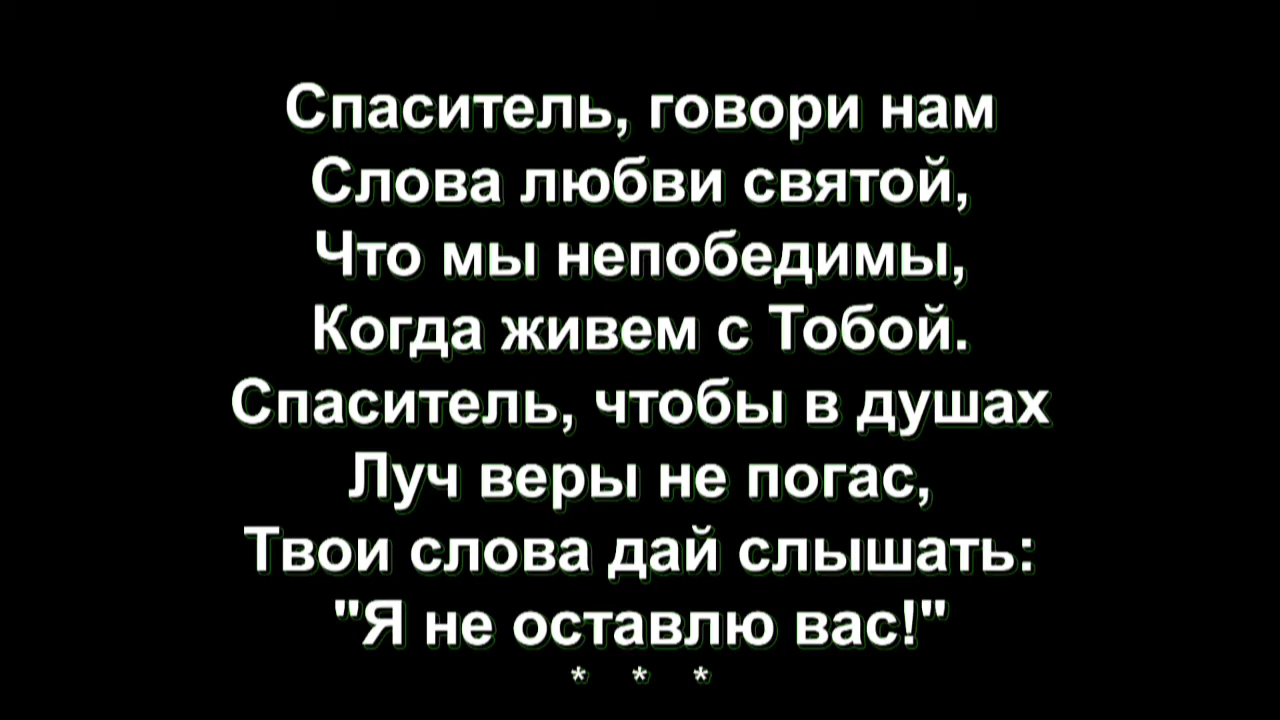 Спаситель, говори нам
Слова любви святой,
Что мы непобедимы,
Когда живем с Тобой.
Спаситель, чтобы в душах
Луч веры не погас,
Твои слова дай слышать:
"Я не оставлю вас!"
* * *